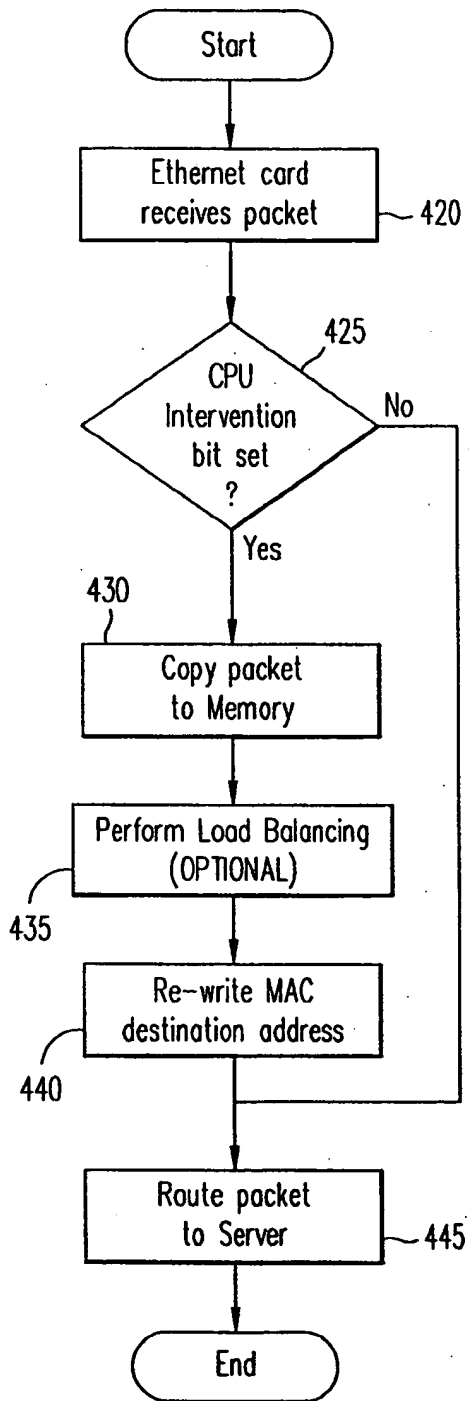 Start
Ethernet card
receives packet
420
425
CPU
Intervention
bit set
?
No
Yes
430
Copy packet
to Memory
Perform Load Balancing
(OPTIONAL)
435
Re-write MAC
destination address
440
Route packet
to Server
445
End